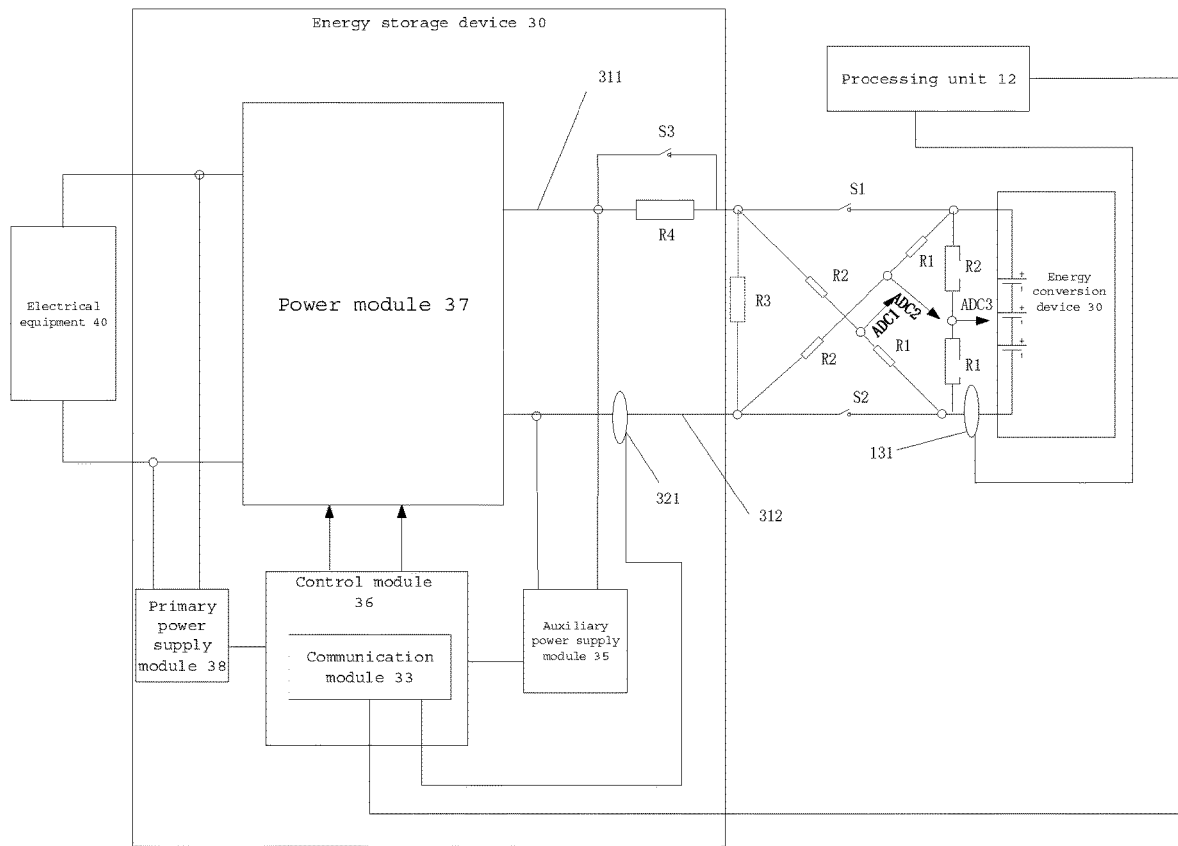 Energy storage device 30
Processing unit 12
311
S3
S1
R4
R1
R2
R2
Energy
conversion
device 30
+
+
+
Electrical
equipment 40
Power module 37
R3
ADC1
ADC2
ADC3
R2
R1
R1
S2
131
321
312
Control module
36
Primary
power
supply
module 38
Auxiliary
power supply
module 35
Communication
module 33